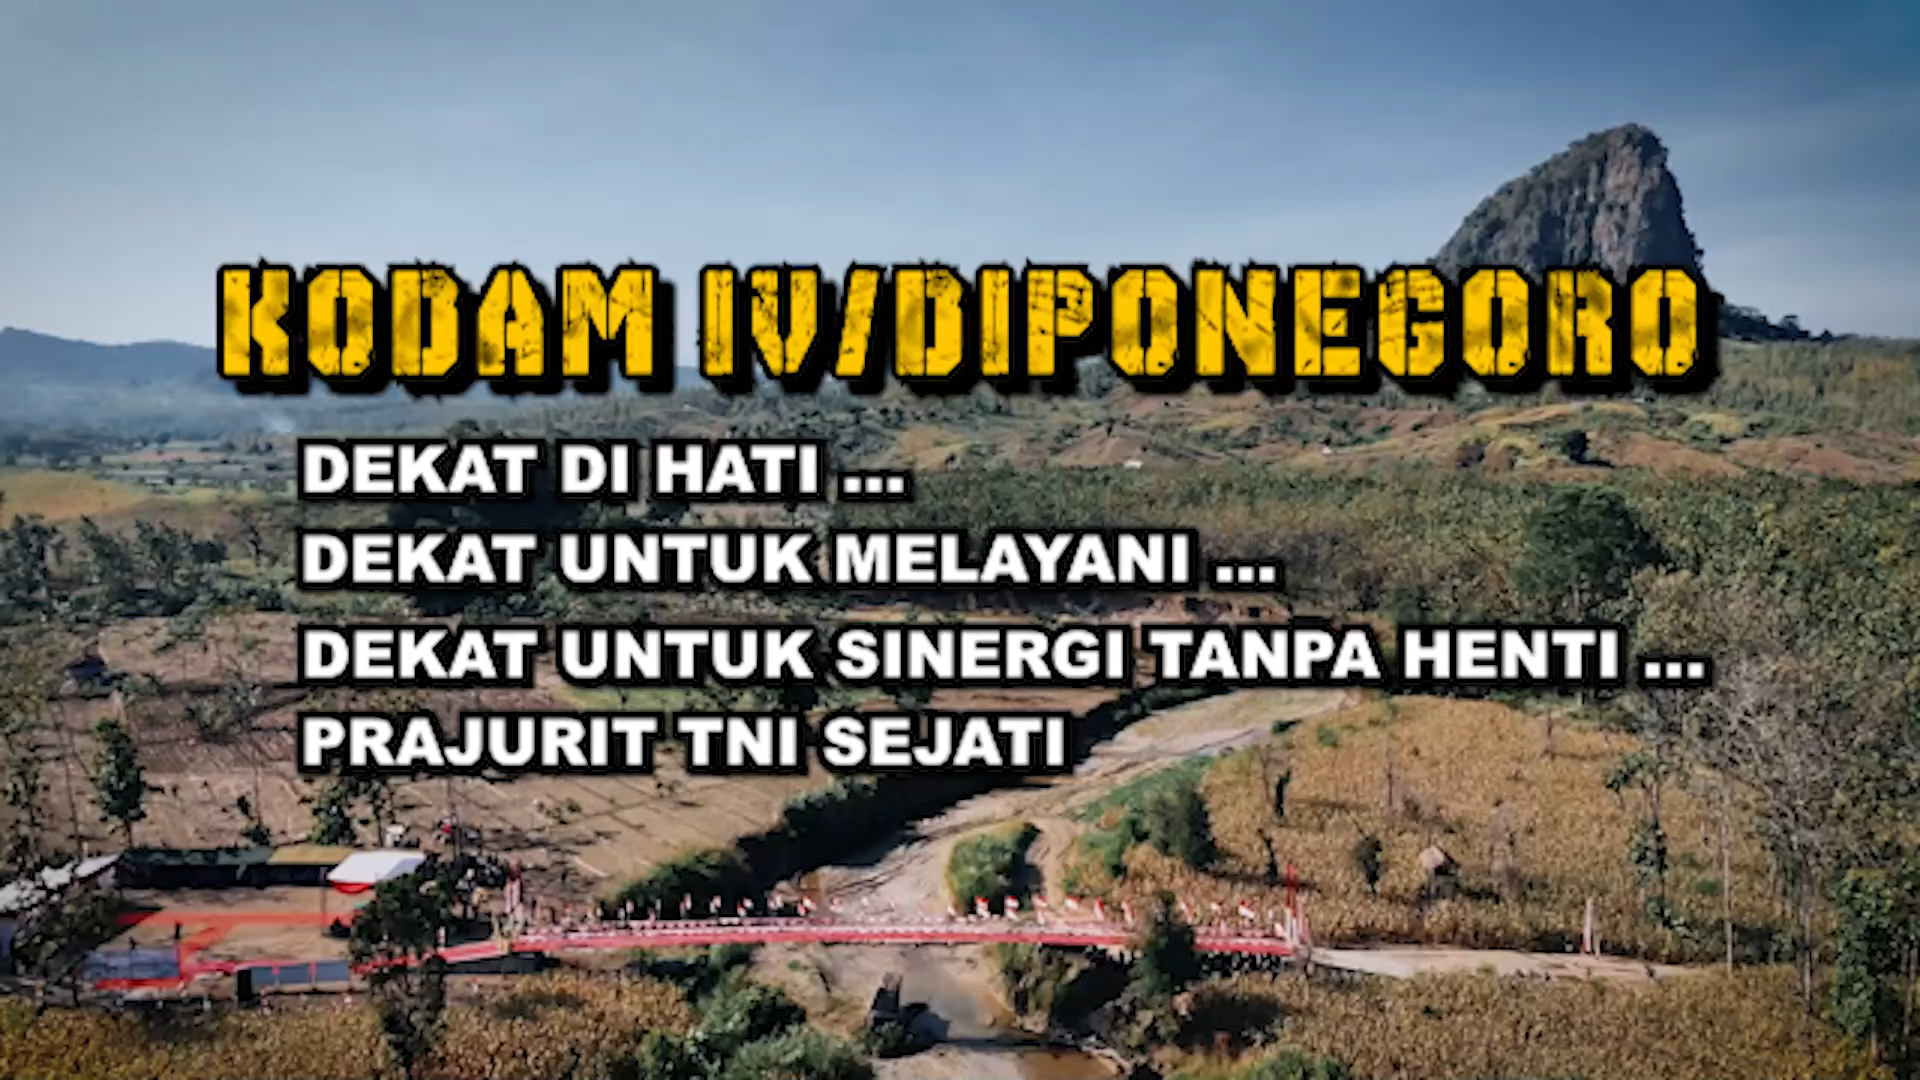 KODAM IV/DIPONEGORO
DEKAT DI HATI ...
DEKAT UNTUK MELAYANI ...
DEKAT UNTUK SINERGI TANPA HENTI ...
PRAJURIT TNI SEJATI